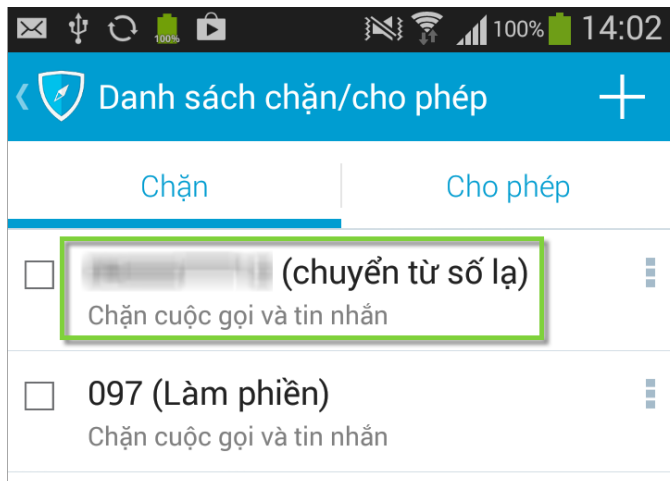 100% 100% 14:02
Danh sách chặn/cho phép
Chặn Cho phép
(chuyển từ số lạ)
Chặn cuộc gọi và tin nhắn
097 (Làm phiền)
Chặn cuộc gọi và tin nhắn